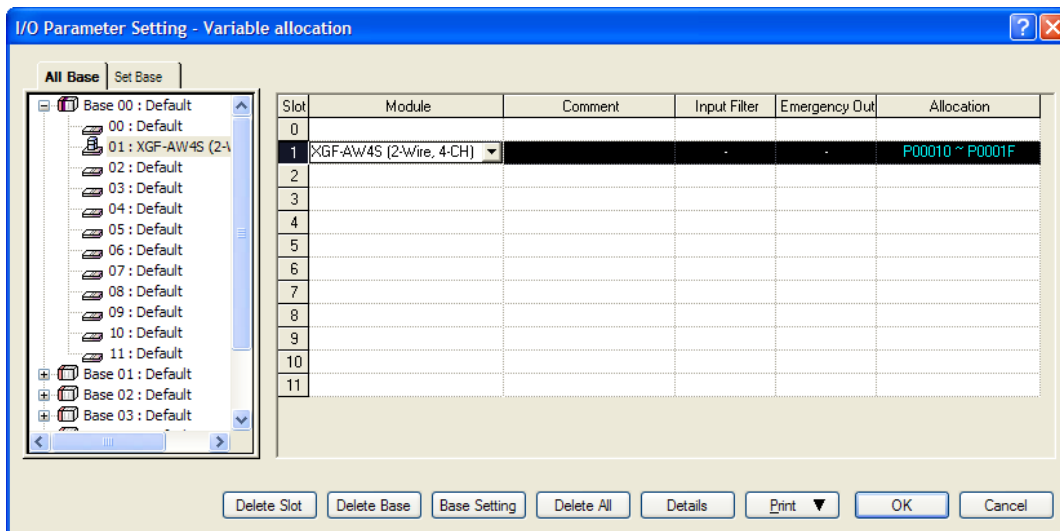 I/O Parameter Setting - Variable allocation
All Base Set Base
Base 00 : Default
00 : Default
01 : XGF-AW4S (2-W
02 : Default
03 : Default
04 : Default
05 : Default
06 : Default
07 : Default
08 : Default
09 : Default
10 : Default
11 : Default
Base 01 : Default
Base 02 : Default
Base 03 : Default
Slot Module Comment Input Filter Emergency Out Allocation
0
1 XGF-AW4S (2-Wire, 4-CH) - - P00010 ~ P0001F
2
3
4
5
6
7
8
9
10
11
Delete Slot Delete Base Base Setting Delete All Details Print ▼ OK Cancel